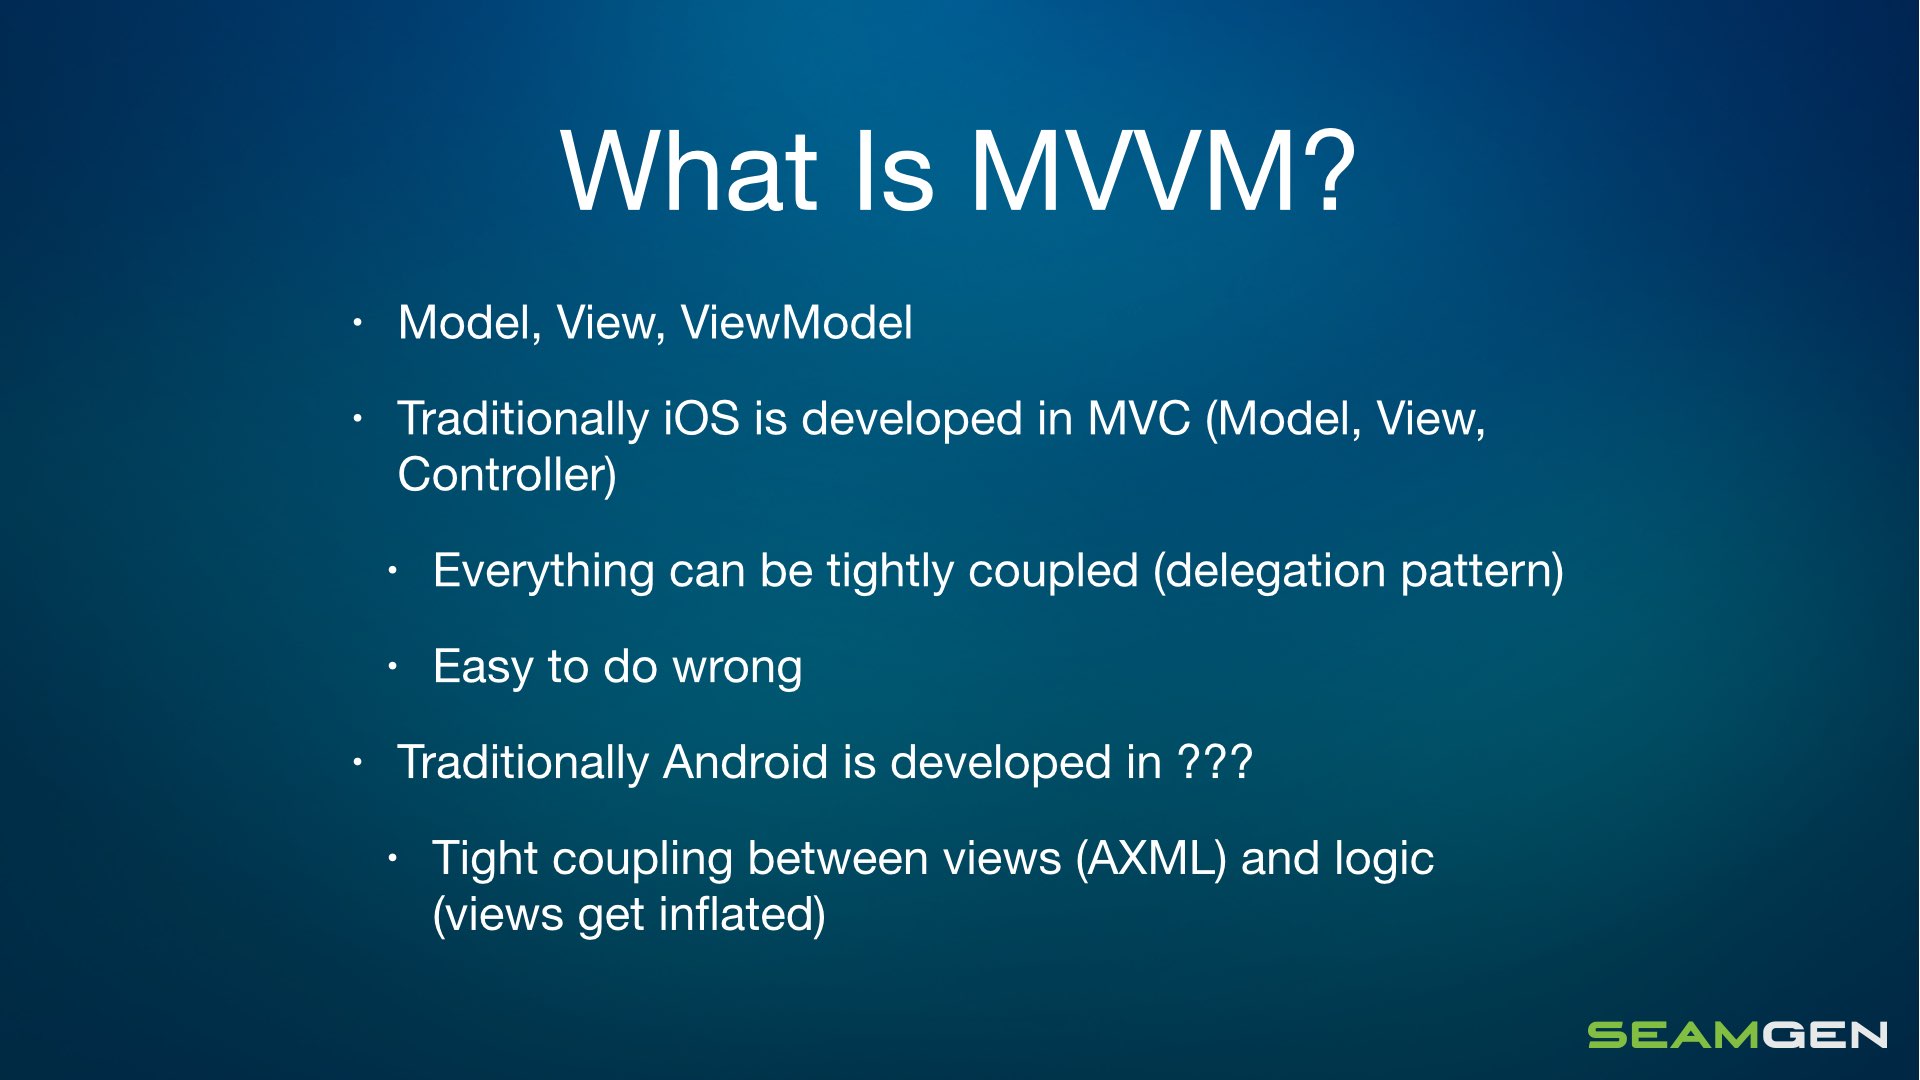 What Is MVVM?
• Model, View, ViewModel
• Traditionally iOS is developed in MVC (Model, View,
Controller)
• Everything can be tightly coupled (delegation pattern)
• Easy to do wrong
• Traditionally Android is developed in ???
• Tight coupling between views (AXML) and logic
(views get inflated)
SEAMGEN